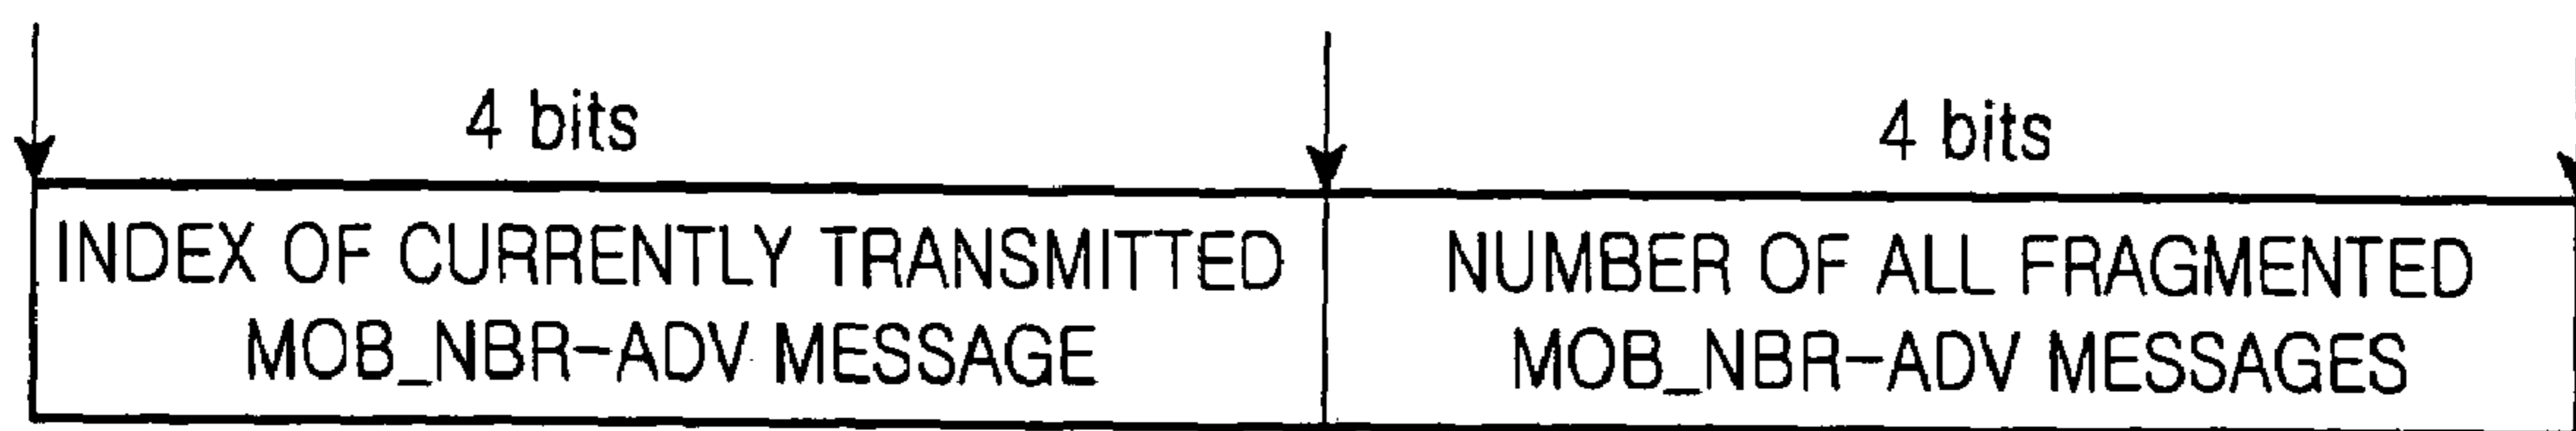 4 bits
4 bits
INDEX OF CURRENTLY TRANSMITTED
MOB_NBR-ADV MESSAGE
NUMBER OF ALL FRAGMENTED
MOB_NBR-ADV MESSAGES